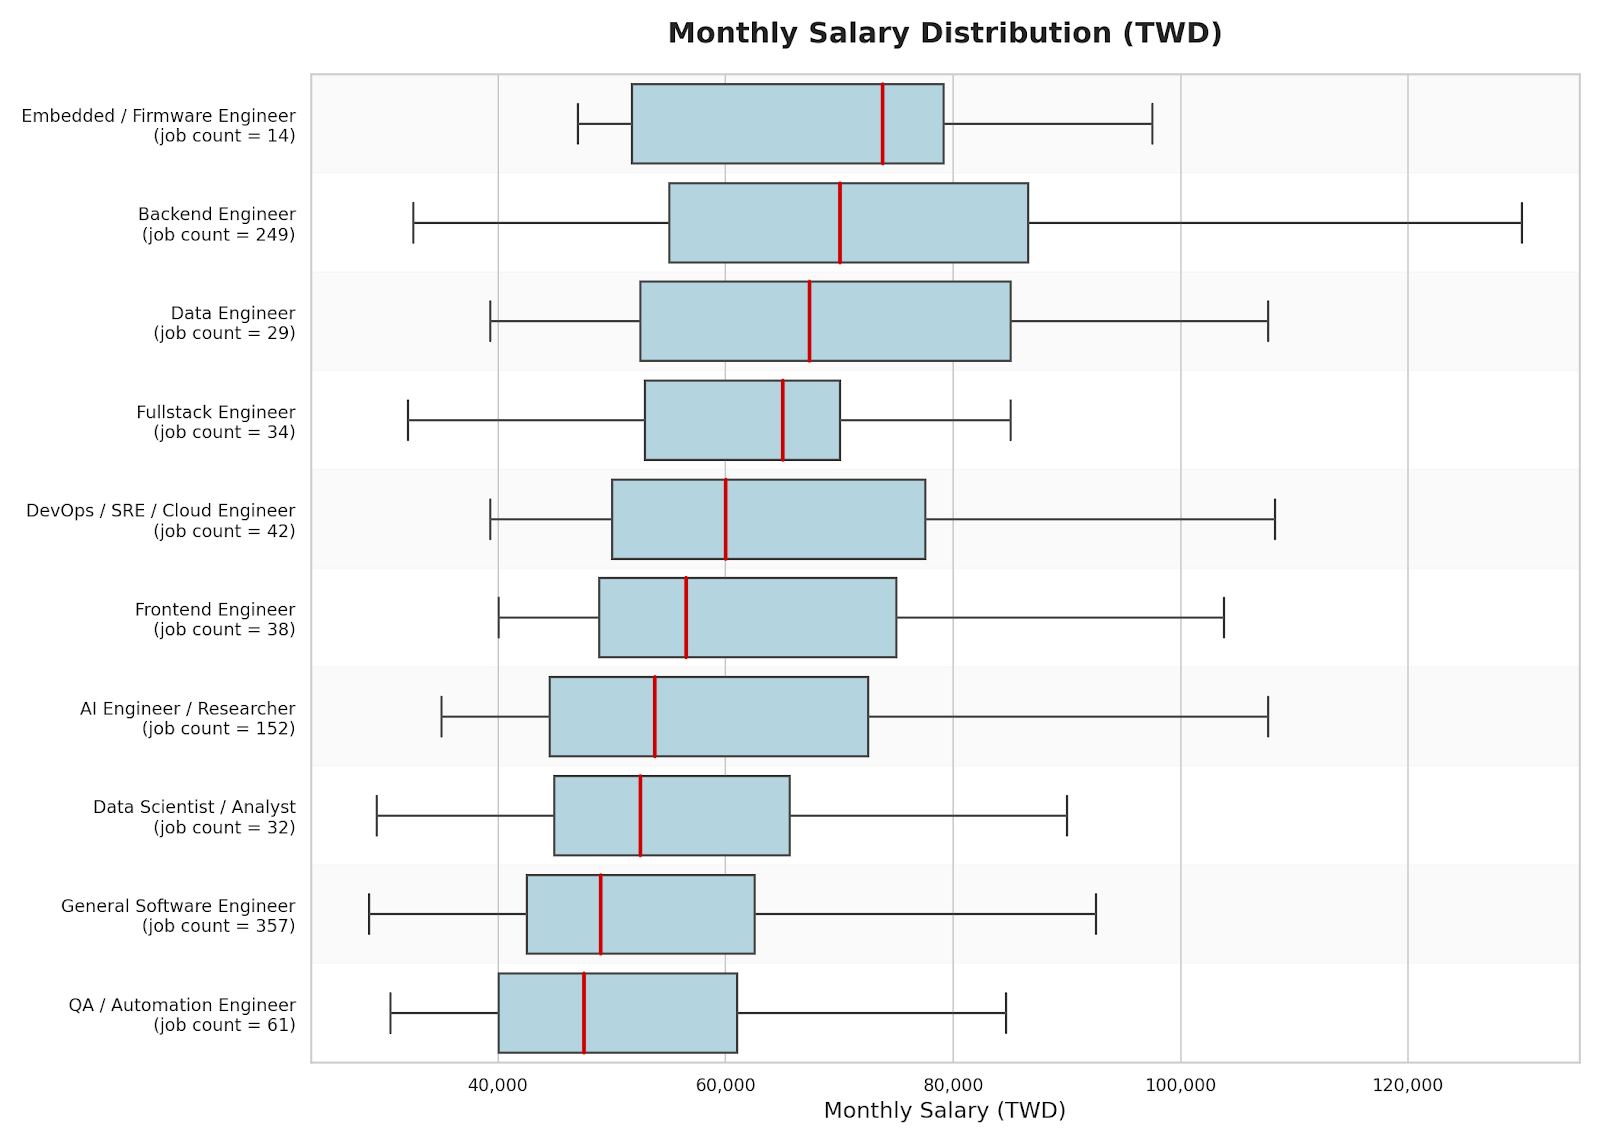 Monthly Salary Distribution (TWD)
Embedded / Firmware Engineer
(job count = 14)
Backend Engineer
(job count = 249)
Data Engineer
(job count = 29)
Fullstack Engineer
(job count = 34)
DevOps / SRE / Cloud Engineer
(job count = 42)
Frontend Engineer
(job count = 38)
AI Engineer / Researcher
(job count = 152)
Data Scientist / Analyst
(job count = 32)
General Software Engineer
(job count = 357)
QA / Automation Engineer
(job count = 61)
40,000 60,000 80,000 100,000 120,000
Monthly Salary (TWD)